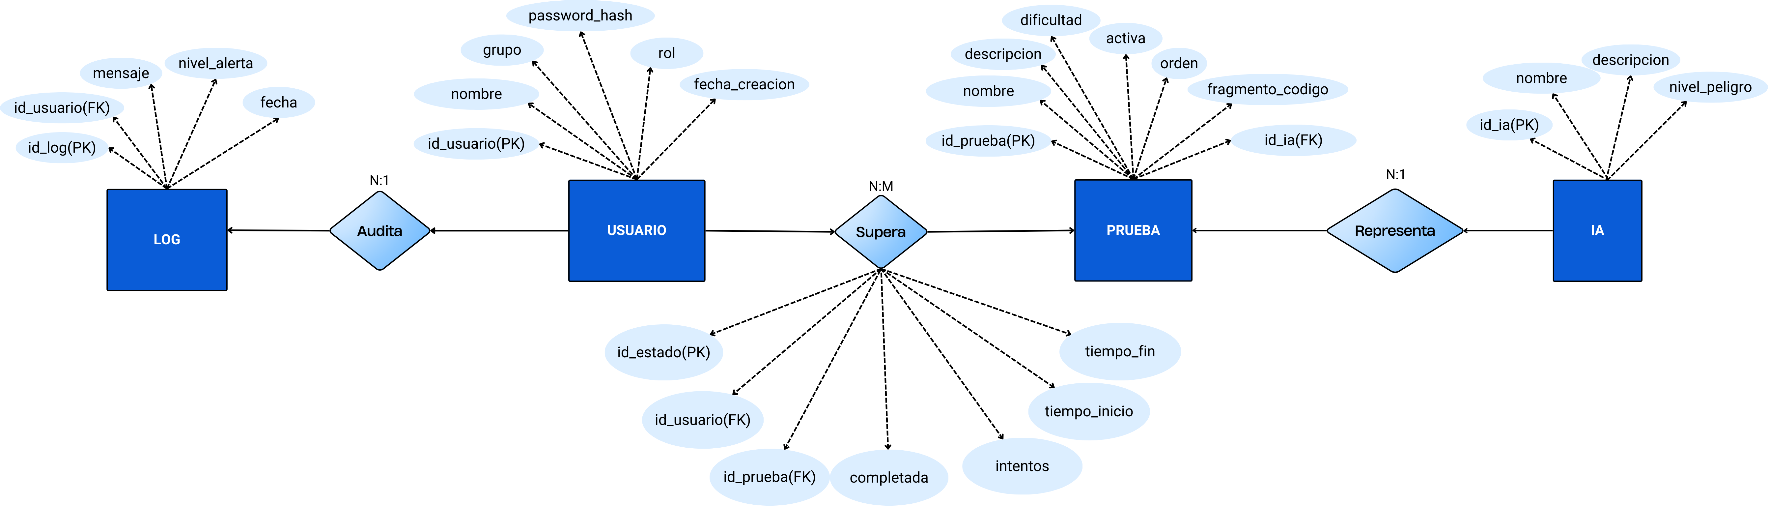 password_hash
dificultad
grupo
rol
descripcion
activa
mensaje
nivel_alerta
fecha_creacion
nombre
orden
fragmento_codigo
nombre
descripcion
nivel_peligro
id_usuario(FK)
fecha
nombre
id_log(PK)
id_usuario(PK)
id_prueba(PK)
id_ia(FK)
id_ia(PK)
N:1
N:M
N:1
LOG
Audita
USUARIO
Supera
PRUEBA
Representa
IA
id_estado(PK)
tiempo_fin
id_usuario(FK)
tiempo_inicio
id_prueba(FK)
completada
intentos